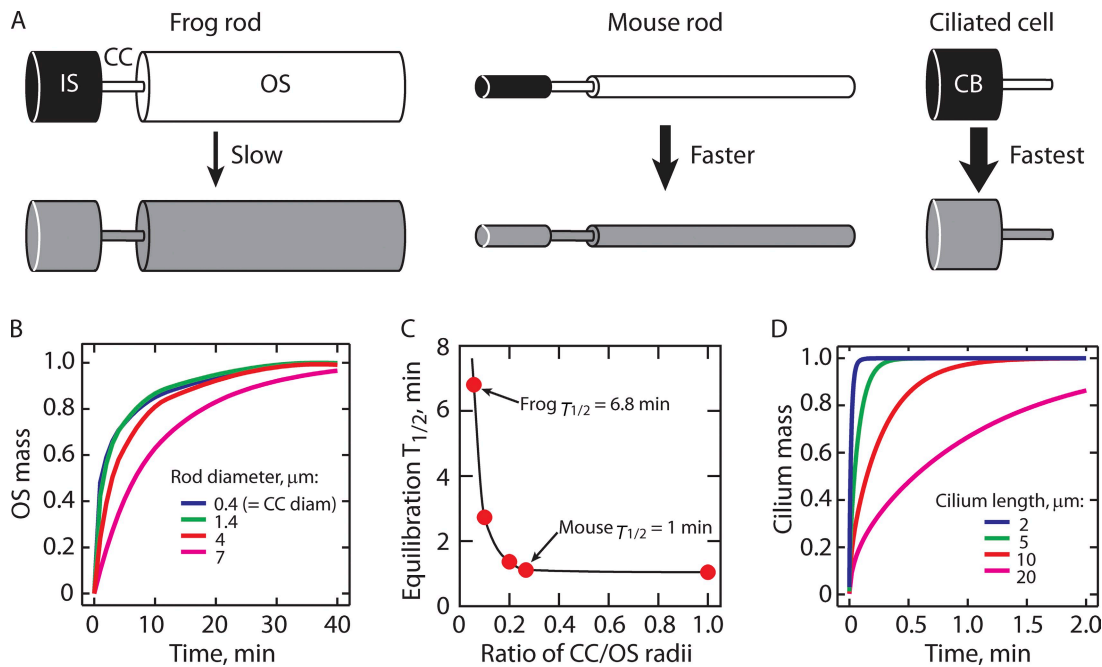 A
Frog rod
Mouse rod
Ciliated cell
IS
CC
OS
CB
Slow
Faster
Fastest
B
OS mass
1.0
0.8
0.6
0.4
0.2
0
Rod diameter, μm:
0.4 (= CC diam)
1.4
4
7
0
10
20
30
40
Time, min
C
Equilibration T1/2, min
8
6
4
2
0
Frog T1/2 = 6.8 min
Mouse T1/2 = 1 min
0
0.2
0.4
0.6
0.8
1.0
Ratio of CC/OS radii
D
Cilium mass
1.0
0.8
0.6
0.4
0.2
0
Cilium length, μm:
2
5
10
20
0
0.5
1.0
1.5
2.0
Time, min